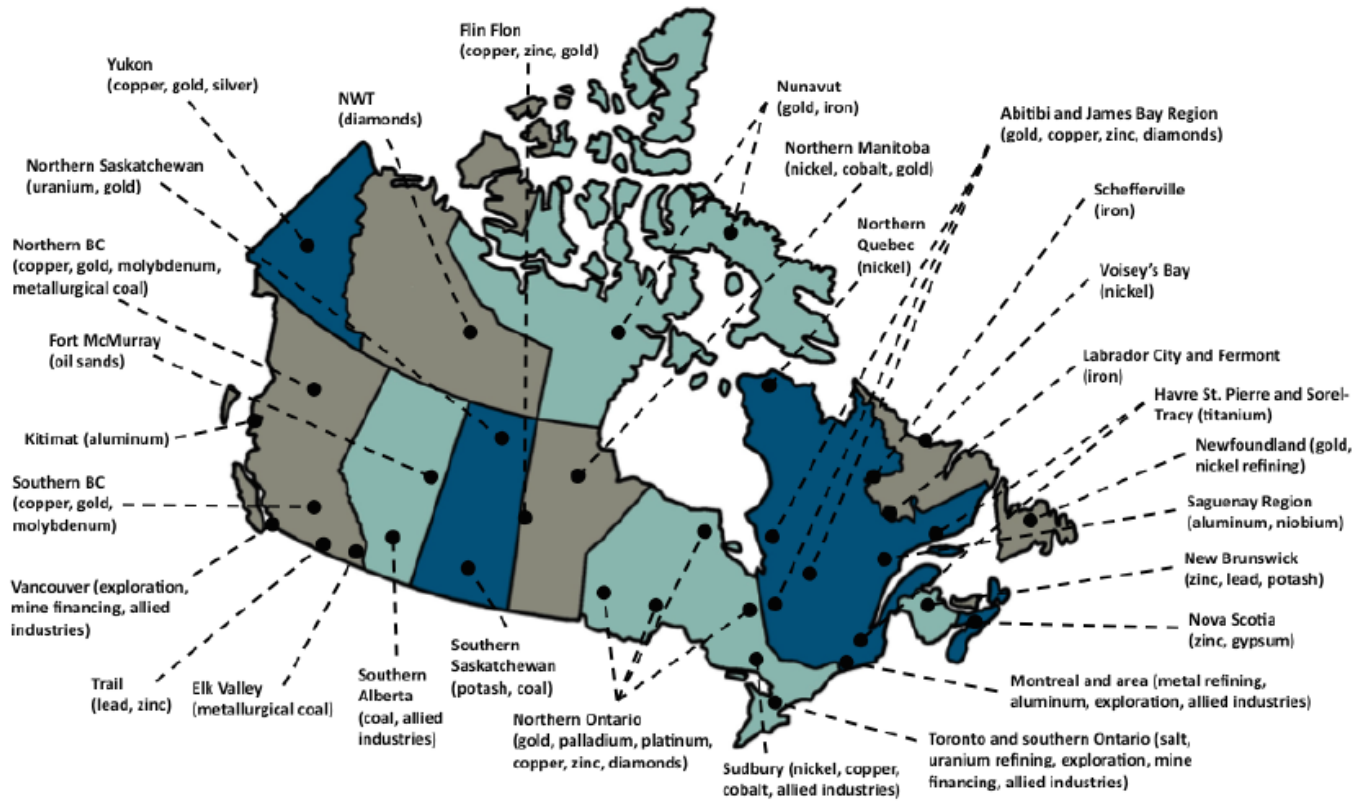 Flin Flon
(copper, zinc, gold)
Yukon
(copper, gold, silver)
NWT
(diamonds)
Nunavut
(gold, iron)
Abitibi and James Bay Region
(gold, copper, zinc, diamonds)
Northern Manitoba
(nickel, cobalt, gold)
Northern Saskatchewan
(uranium, gold)
Schefferville
(iron)
Northern
Quebec
(nickel)
Northern BC
(copper, gold, molybdenum,
metallurgical coal)
Voisey's Bay
(nickel)
Fort McMurray
(oil sands)
Labrador City and Fermont
(iron)
Havre St. Pierre and Sorel-
Tracy (titanium)
Kitimat (aluminum)
Newfoundland (gold,
nickel refining)
Southern BC
(copper, gold,
molybdenum)
Saguenay Region
(aluminum, niobium)
New Brunswick
(zinc, lead, potash)
Vancouver (exploration,
mine financing, allied
industries)
Nova Scotia
(zinc, gypsum)
Trail
(lead, zinc)
Elk Valley
(metallurgical coal)
Southern
Alberta
(coal, allied
industries)
Southern
Saskatchewan
(potash, coal)
Northern Ontario
(gold, palladium, platinum,
copper, zinc, diamonds)
Montreal and area (metal refining,
aluminum, exploration, allied industries)
Sudbury (nickel, copper,
cobalt, allied industries)
Toronto and southern Ontario (salt,
uranium refining, exploration, mine
financing, allied industries)